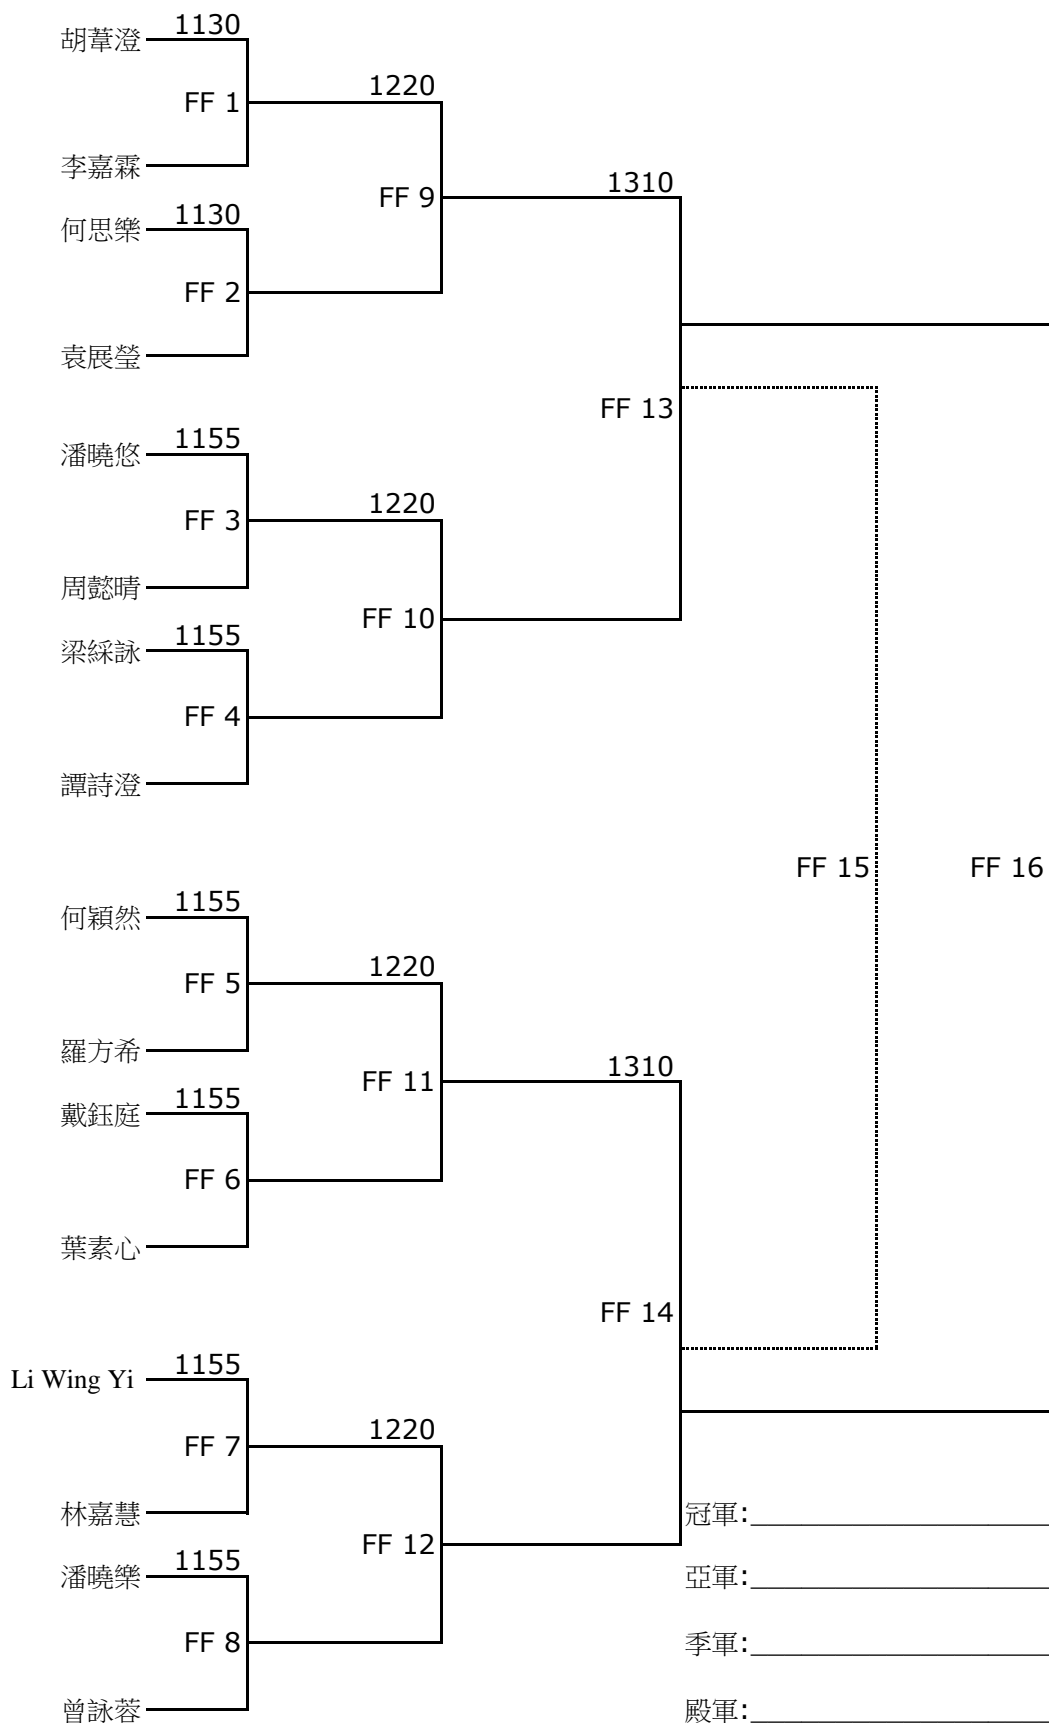 1130
胡葦澄
1220
FF 1
李嘉霖
1310
FF 9
1130
何思樂
FF 2
袁展瑩
FF 13
1155
潘曉悠
1220
FF 3
周懿晴
FF 10
1155
梁綵詠
FF 4
譚詩澄
FF 15
FF 16
1155
何穎然
1220
FF 5
羅方希
1310
FF 11
1155
戴鈺庭
FF 6
葉素心
FF 14
1155
Li Wing Yi
1220
FF 7
林嘉慧
冠軍:____________________
FF 12
1155
潘曉樂
亞軍:____________________
FF 8
季軍:____________________
曾詠蓉
殿軍:____________________